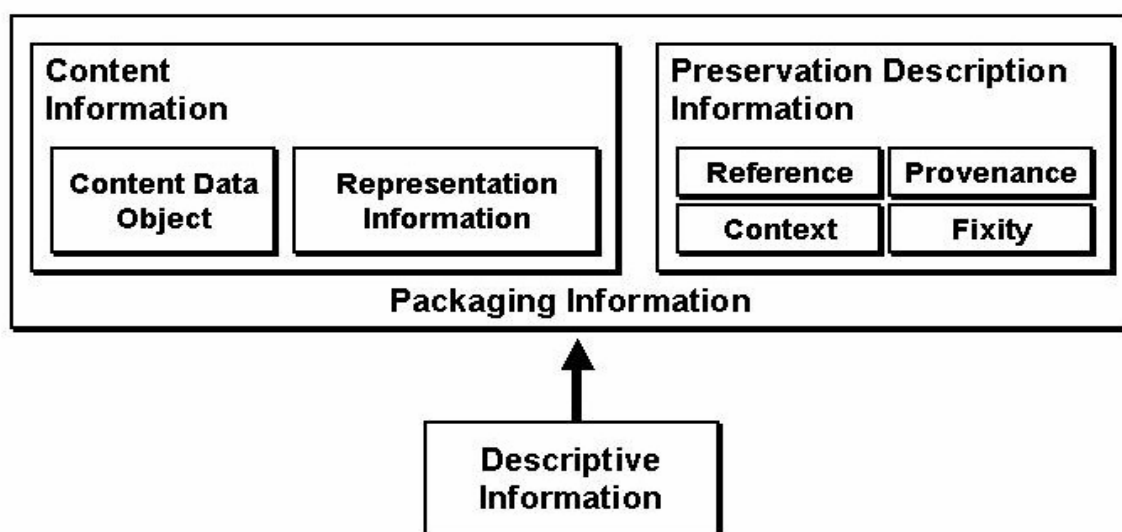 Content
Information
Content Data
Object
Representation
Information
Preservation Description
Information
Reference
Provenance
Context
Fixity
Packaging Information
Descriptive
Information